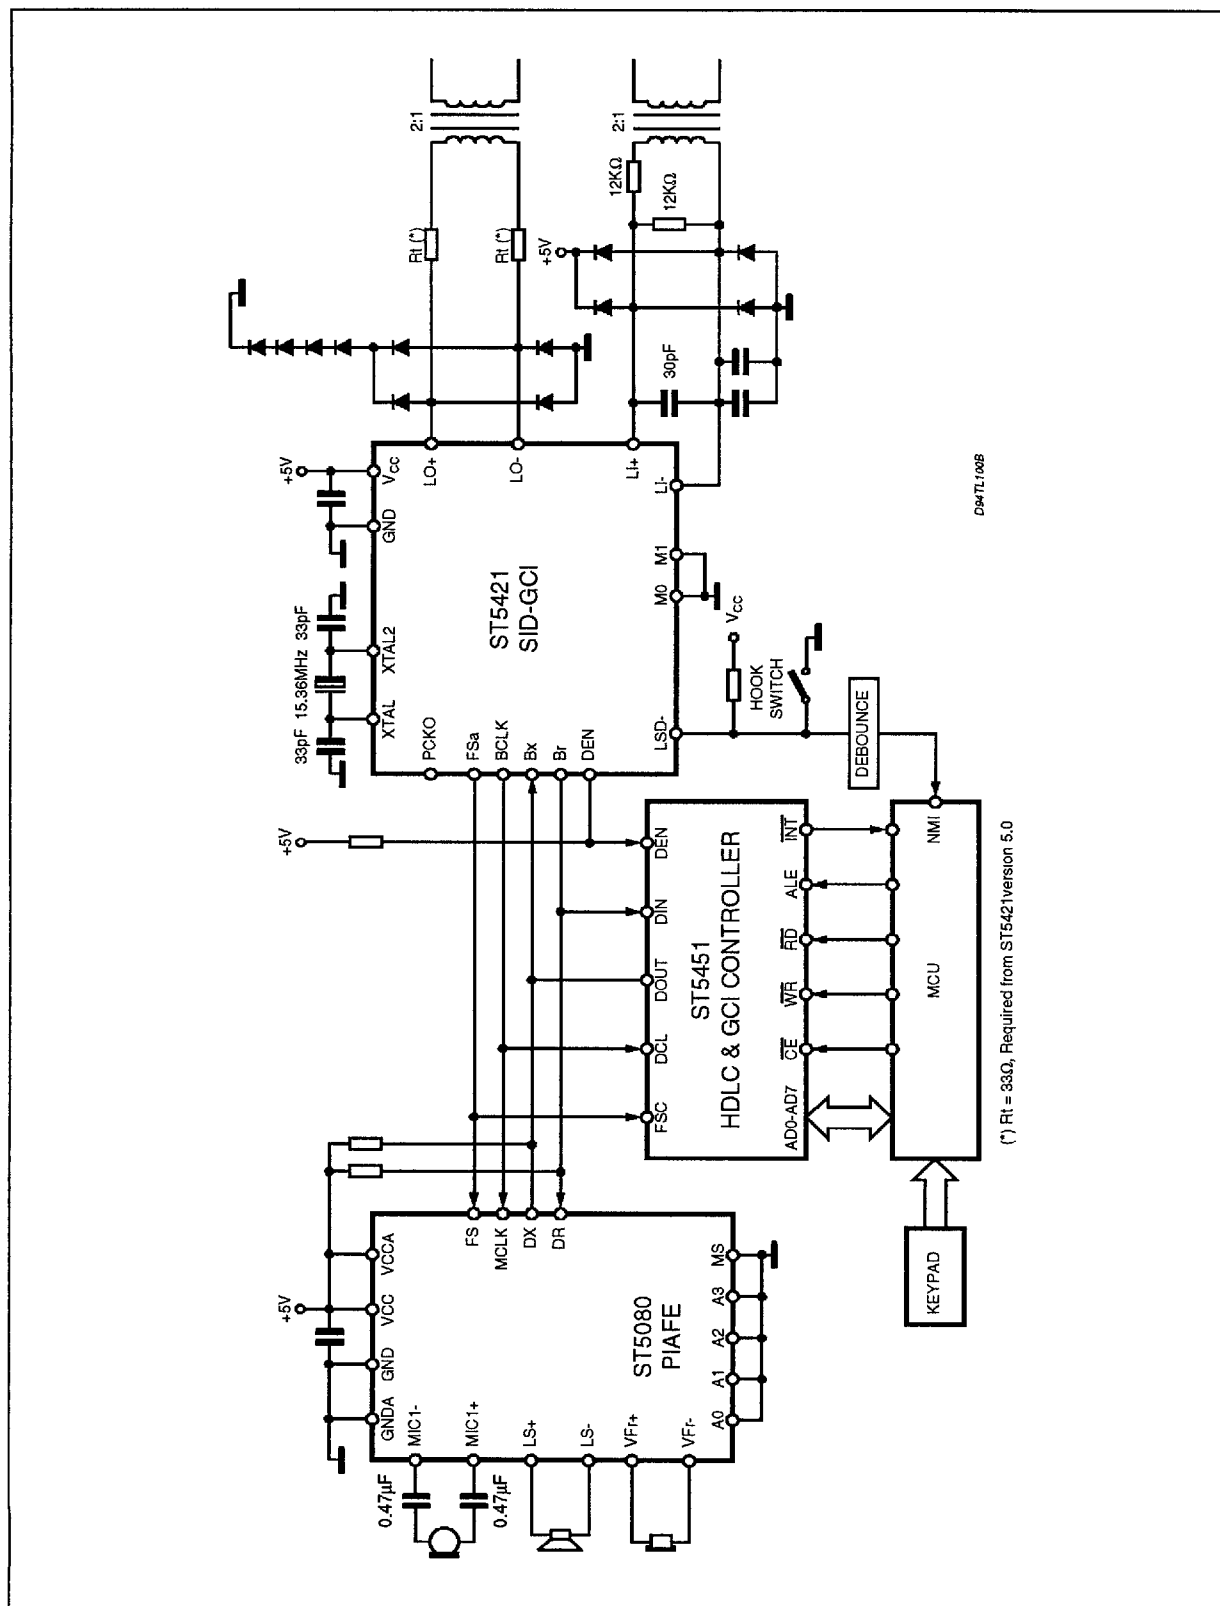 +5V
GNDA
GND
VCC
VCCA
0.47µF
MIC1-
0.47µF
MIC1+
LS+
LS-
VFr+
VFr-
ST5080
PIAFE
FS
MCLK
DX
DR
A0
A1
A2
A3
MS
+5V
FSC
DCL
DOUT
DIN
DEN
ST5451
HDLC & GCI CONTROLLER
AD0-AD7
CE
WR
RD
ALE
INT
KEYPAD
MCU
NMI
DEBOUNCE
HOOK
SWITCH
VCC
33pF
15.36MHz
33pF
+5V
XTAL
XTAL2
GND
VCC
PCKO
FSa
BCLK
Bx
Br
DEN
ST5421
SID-GCI
LSD-
M0
M1
LO+
LO-
LI+
LI-
30pF
Rt (*)
Rt (*)
+5V
12KΩ
12KΩ
2:1
2:1
(*) Rt = 33Ω, Required from ST5421version 5.0
D94TL100B